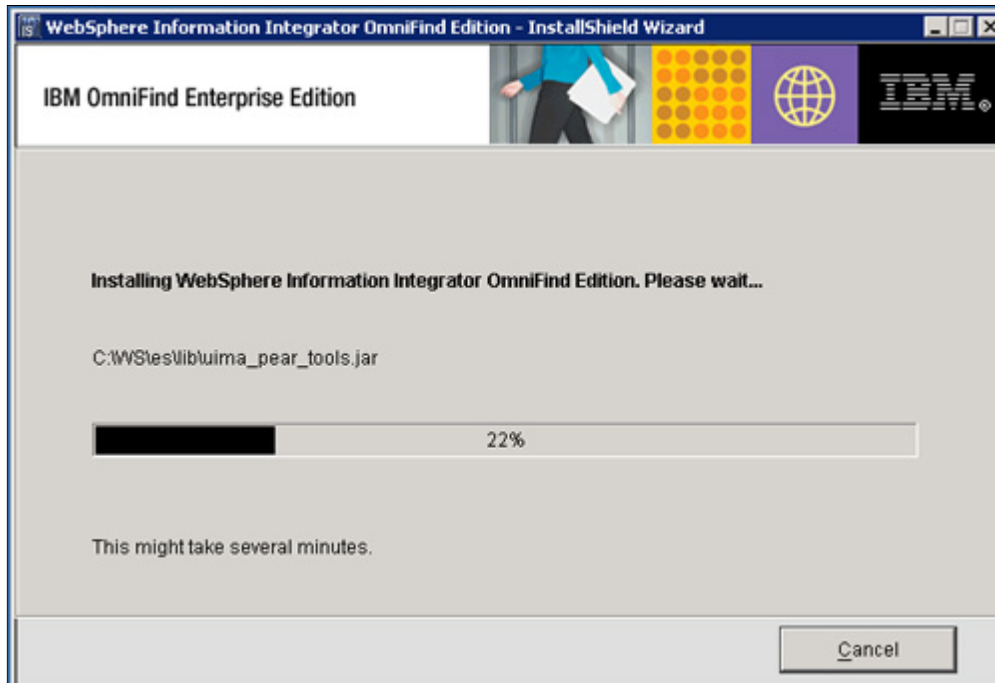 WebSphere Information Integrator OmniFind Edition - InstallShield Wizard
IBM OmniFind Enterprise Edition
IBM®
Installing WebSphere Information Integrator OmniFind Edition. Please wait...
C:\WS\es\lib\uima_pear_tools.jar
22%
This might take several minutes.
Cancel